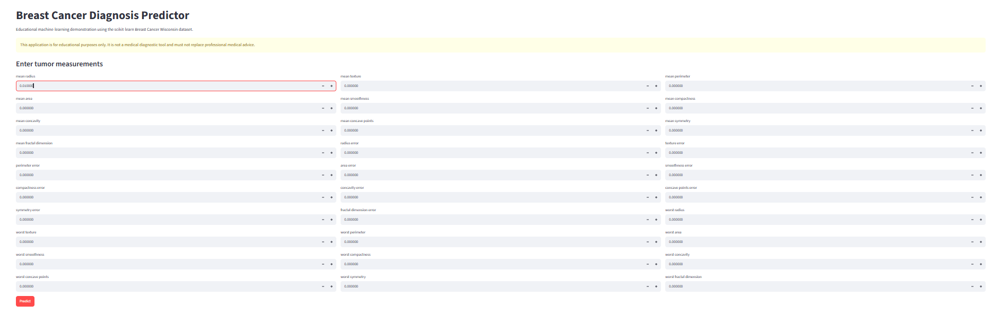 Breast Cancer Diagnosis Predictor
Educational machine-learning demonstration using the scikit-learn Breast Cancer Wisconsin dataset.
This application is for educational purposes only. It is not a medical diagnostic tool and must not replace professional medical advice.
Enter tumor measurements
mean radius mean texture mean perimeter
0.010000 0.000000 0.000000
mean area mean smoothness mean compactness
0.000000 0.000000 0.000000
mean concavity mean concave points mean symmetry
0.000000 0.000000 0.000000
mean fractal dimension radius error texture error
0.000000 0.000000 0.000000
perimeter error area error smoothness error
0.000000 0.000000 0.000000
compactness error concavity error concave points error
0.000000 0.000000 0.000000
symmetry error fractal dimension error worst radius
0.000000 0.000000 0.000000
worst texture worst perimeter worst area
0.000000 0.000000 0.000000
worst smoothness worst compactness worst concavity
0.000000 0.000000 0.000000
worst concave points worst symmetry worst fractal dimension
0.000000 0.000000 0.000000
Predict